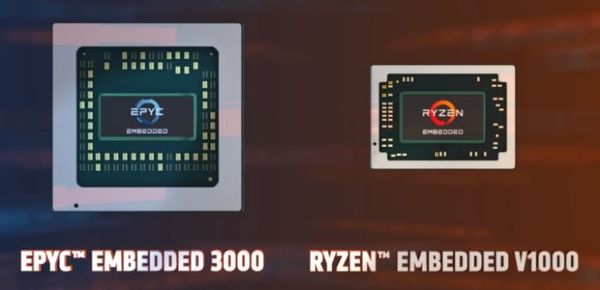 EPYC
EMBEDDED
RYZEN
EMBEDDED
EPYC™ EMBEDDED 3000
RYZEN™ EMBEDDED V1000